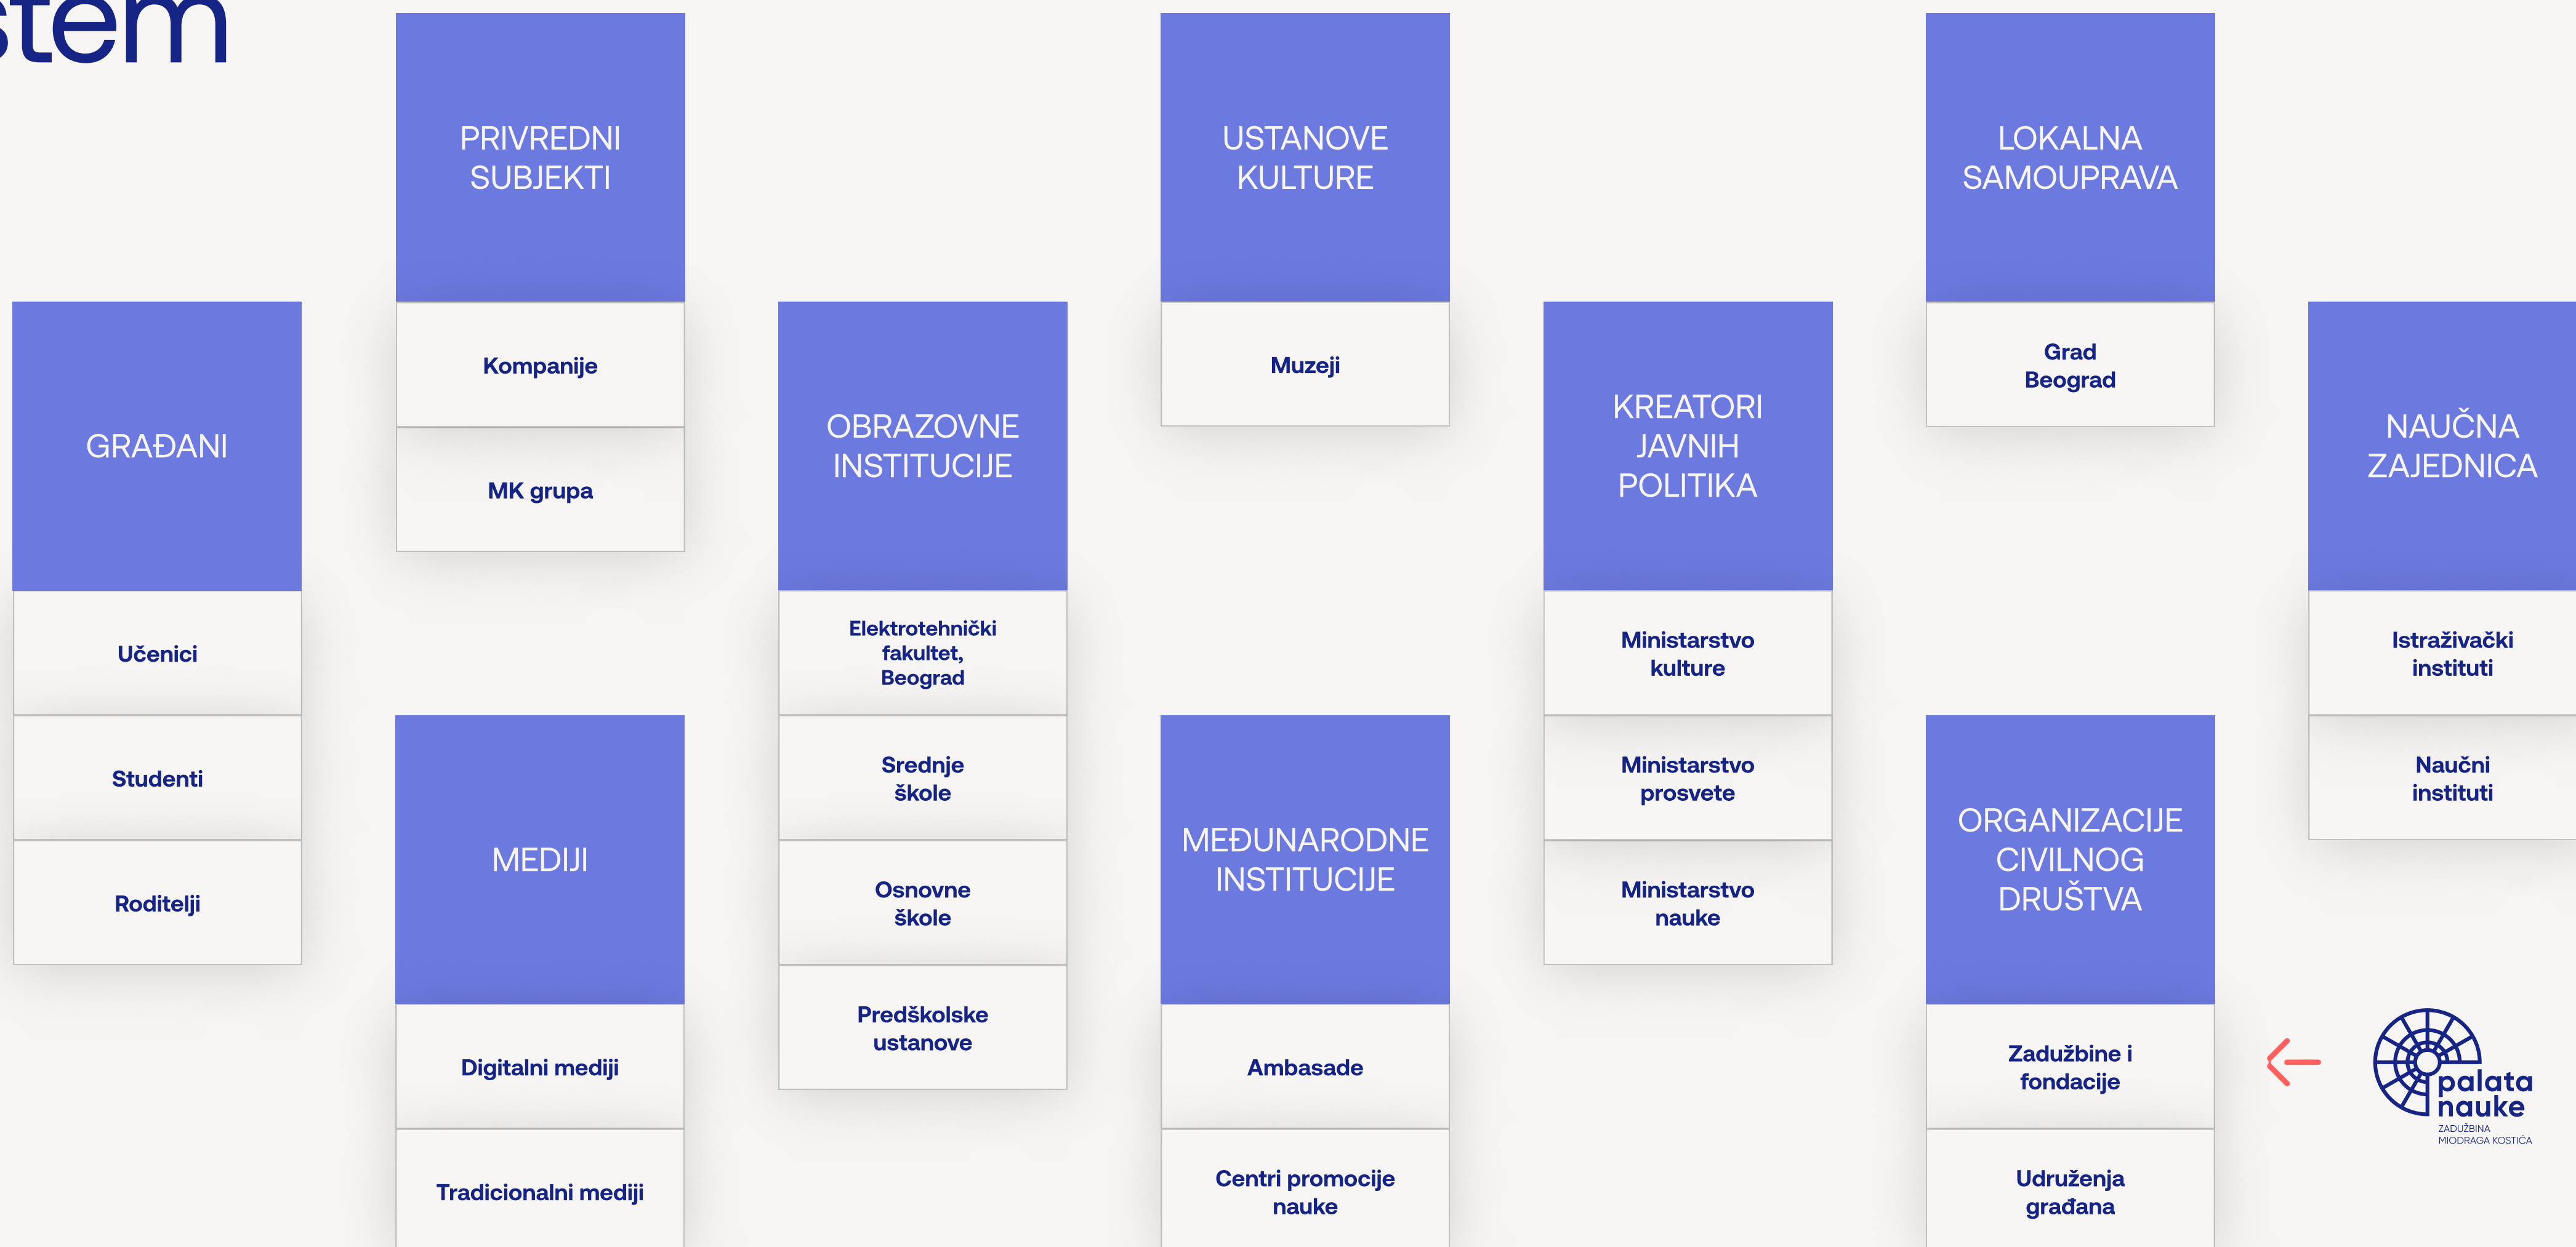 PRIVREDNI
SUBJEKTI
Kompanije
MK grupa
USTANOVE
KULTURE
Muzeji
LOKALNA
SAMOUPRAVA
Grad
Beograd
GRAĐANI
Učenici
Studenti
Roditelji
OBRAZOVNE
INSTITUCIJE
Elektrotehnički
fakultet,
Beograd
Srednje
škole
Osnovne
škole
Predškolske
ustanove
KREATORI
JAVNIH
POLITIKA
Ministarstvo
kulture
Ministarstvo
prosvete
Ministarstvo
nauke
NAUČNA
ZAJEDNICA
Istraživački
instituti
Naučni
instituti
MEDIJI
Digitalni mediji
Tradicionalni mediji
MEĐUNARODNE
INSTITUCIJE
Ambasade
Centri promocije
nauke
ORGANIZACIJE
CIVILNOG
DRUŠTVA
Zadužbine i
fondacije
Udruženja
građana
palata
nauke
ZADUŽBINA
MIODRAGA KOSTIĆA